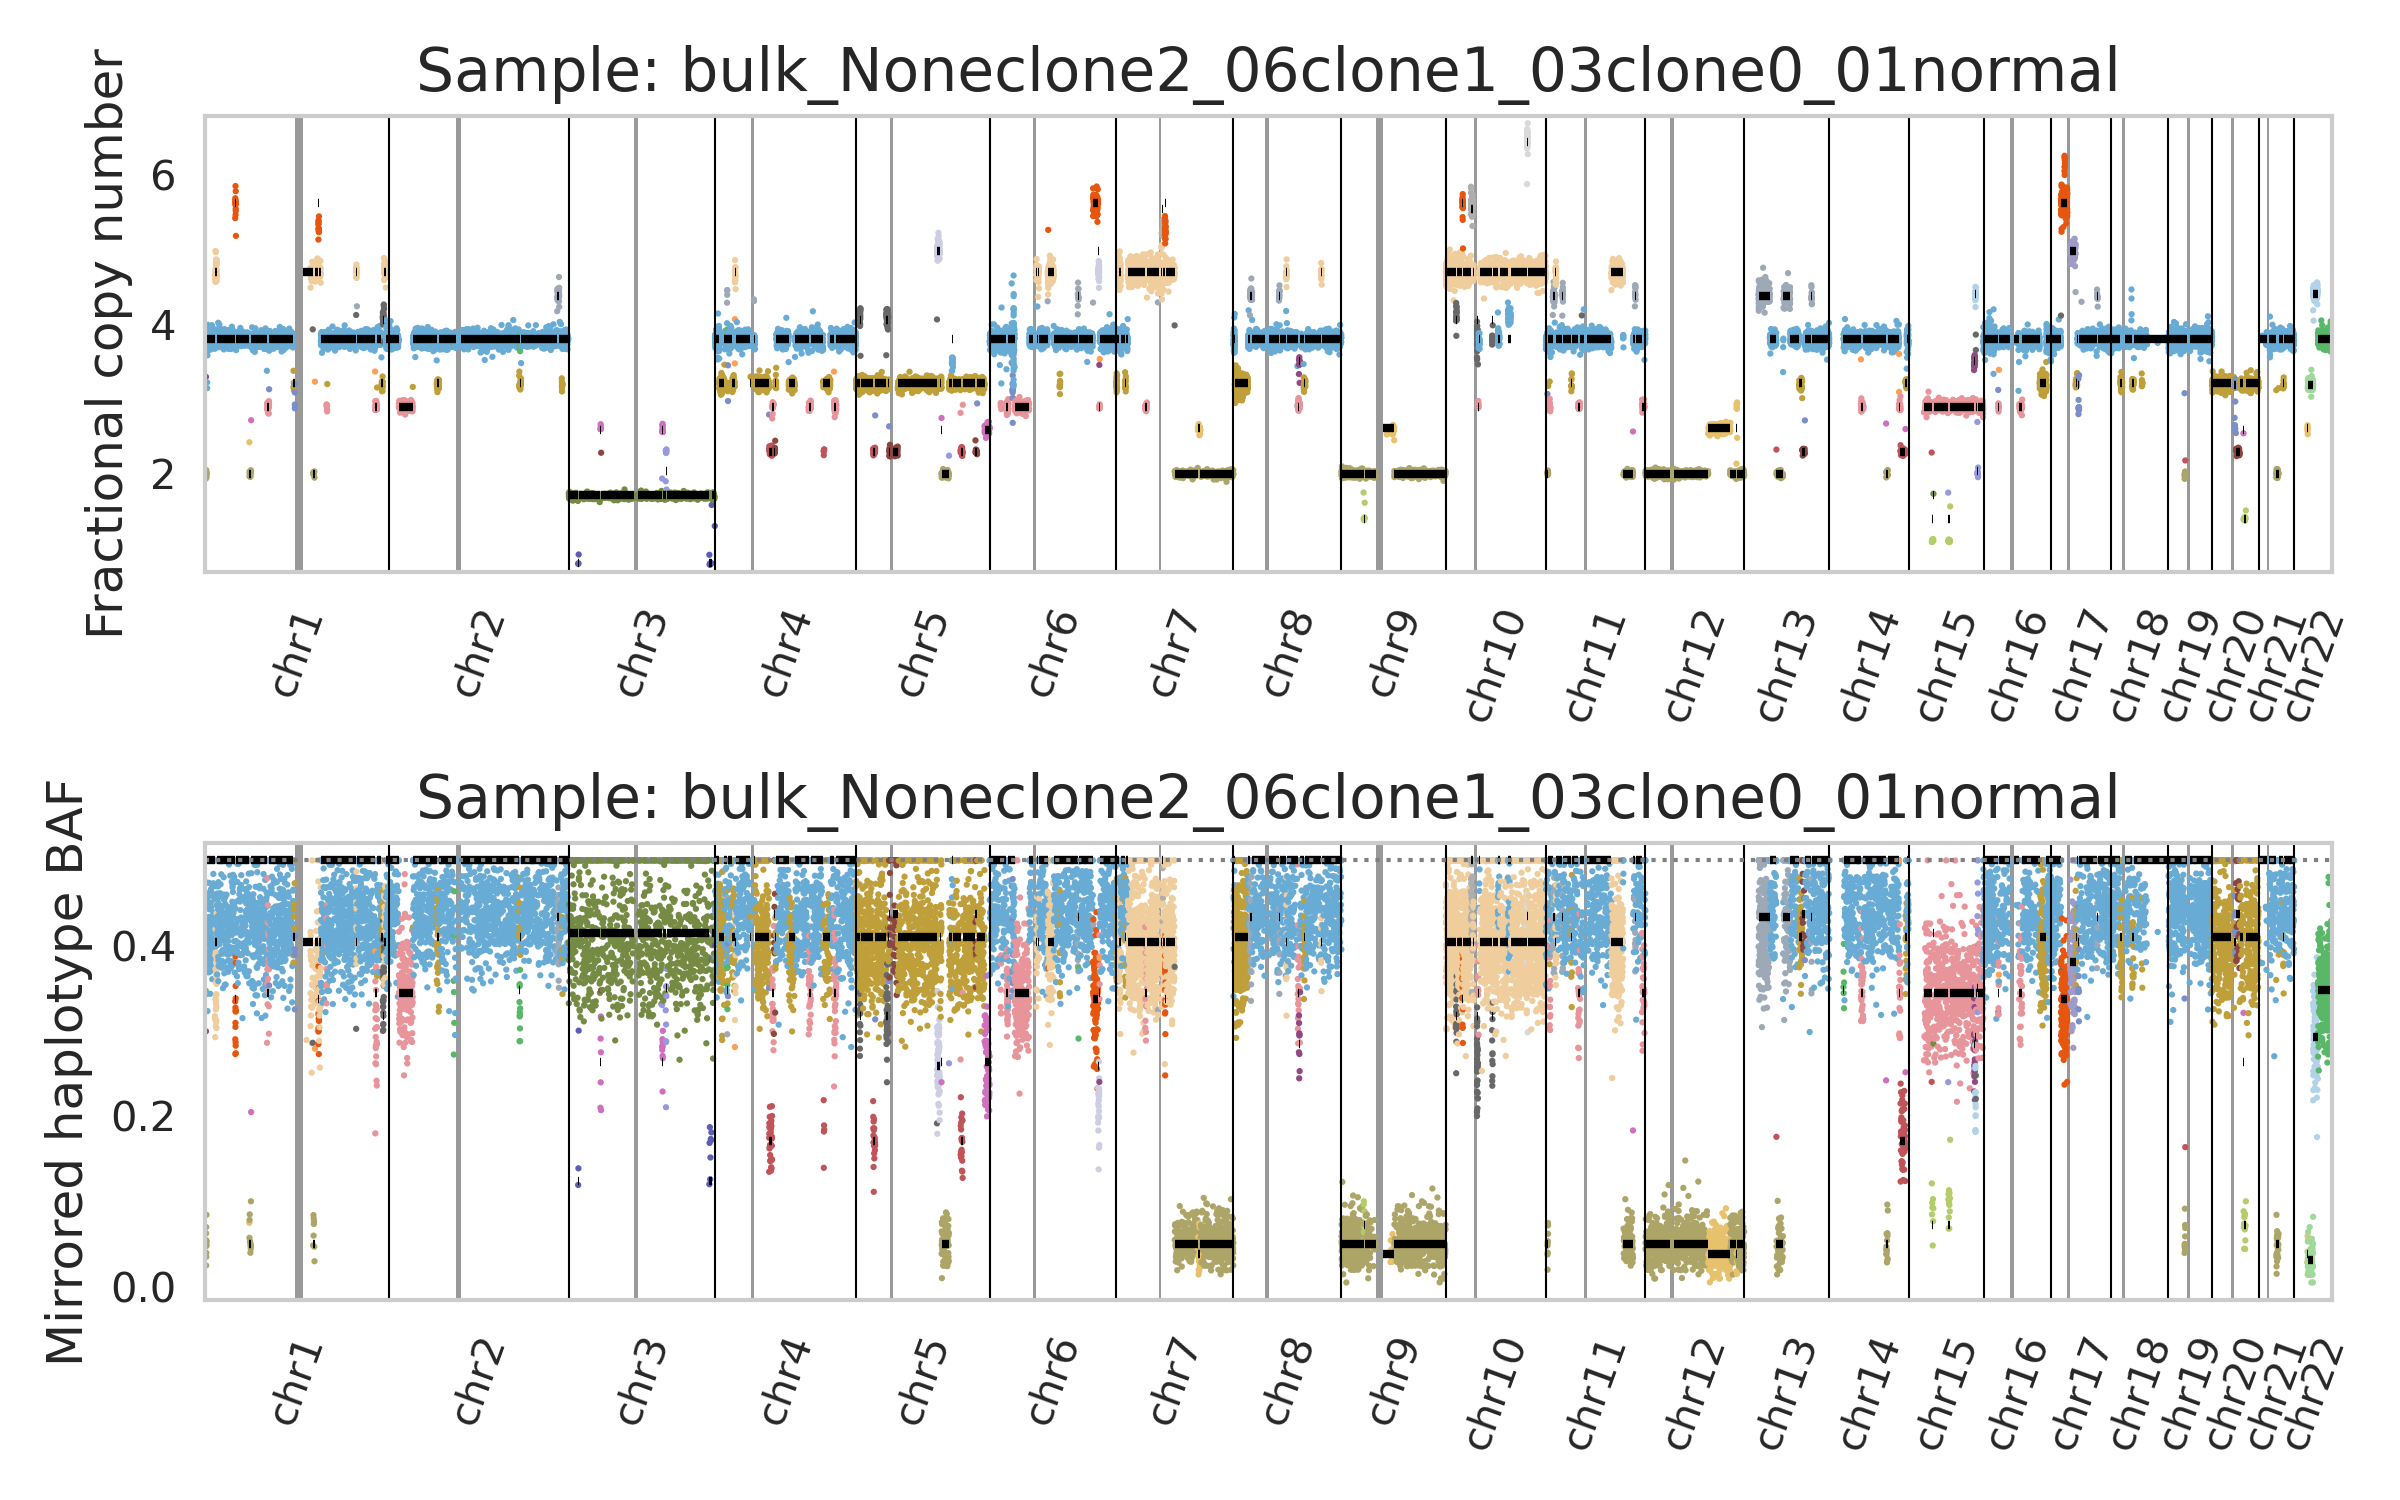 Sample: bulk_Noneclone2_06clone1_03clone0_01normal
Fractional copy number
6
4
2
chr1
chr2
chr3
chr4
chr5
chr6
chr7
chr8
chr9
chr10
chr11
chr12
chr13
chr14
chr15
chr16
chr17
chr18
chr19
chr20
chr21
chr22
Sample: bulk_Noneclone2_06clone1_03clone0_01normal
Mirrored haplotype BAF
0.4
0.2
0.0
chr1
chr2
chr3
chr4
chr5
chr6
chr7
chr8
chr9
chr10
chr11
chr12
chr13
chr14
chr15
chr16
chr17
chr18
chr19
chr20
chr21
chr22